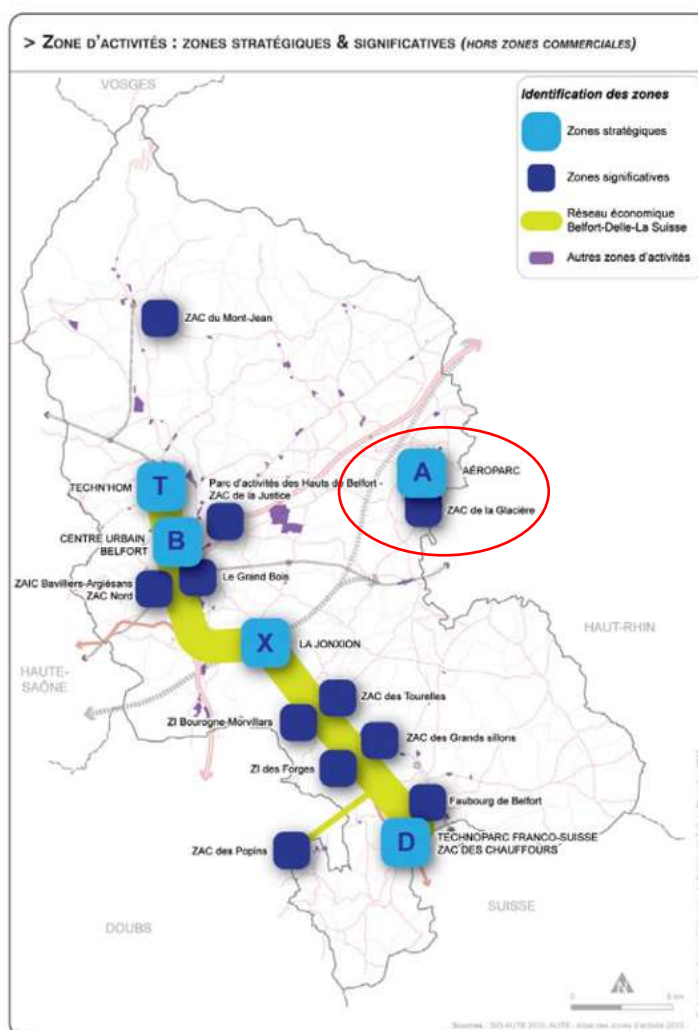 > ZONE D'ACTIVITÉS : ZONES STRATÉGIQUES & SIGNIFICATIVES (HORS ZONES COMMERCIALES)
VOSGES
Identification des zones
Zones stratégiques
Zones significatives
Réseau économique
Belfort-Delle-La Suisse
Autres zones d'activités
ZAC du Mont-Jean
A
AÉROPARC
ZAC de la Glacière
TECHN'HOM
T
Parc d'activités des Hauts de Belfort -
ZAC de la Justice
CENTRE URBAIN
BELFORT
B
ZAIC Bavilliers-Argiésans
ZAC Nord
Le Grand Bois
HAUT-RHIN
X
LA JONXION
HAUTE-
SAÔNE
ZAC des Tourelles
ZI Bourogne-Morvillars
ZAC des Grands sillons
ZI des Forges
Faubourg de Belfort
D
TECHNOPARC FRANCO-SUISSE
ZAC DES CHAUFFOURS
ZAC des Popins
SUISSE
DOUBS
N
0
5 km